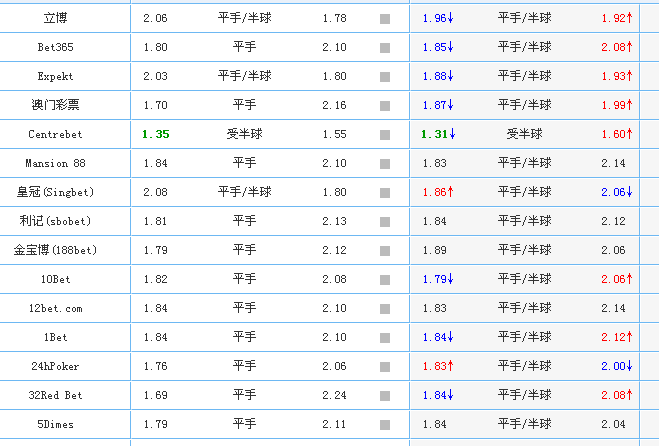 立博 2.06 平手/半球 1.78 1.96↓ 平手/半球 1.92↑
Bet365 1.80 平手 2.10 1.85↓ 平手/半球 2.08↑
Expekt 2.03 平手/半球 1.80 1.88↓ 平手/半球 1.93↑
澳门彩票 1.70 平手 2.16 1.87↓ 平手/半球 1.99↑
Centrebet 1.35 受半球 1.55 1.31↓ 受半球 1.60↑
Mansion 88 1.84 平手 2.10 1.83 平手/半球 2.14
皇冠(Singbet) 2.08 平手/半球 1.80 1.86↑ 平手/半球 2.06↓
利记(sbobet) 1.81 平手 2.13 1.84 平手/半球 2.12
金宝博(188bet) 1.79 平手 2.12 1.89 平手/半球 2.06
10Bet 1.82 平手 2.08 1.79↓ 平手/半球 2.06↑
12bet.com 1.84 平手 2.10 1.83 平手/半球 2.14
1Bet 1.84 平手 2.10 1.84↓ 平手/半球 2.12↑
24hPoker 1.76 平手 2.06 1.83↑ 平手/半球 2.00↓
32Red Bet 1.69 平手 2.24 1.84↓ 平手/半球 2.08↑
5Dimes 1.79 平手 2.11 1.84 平手/半球 2.04